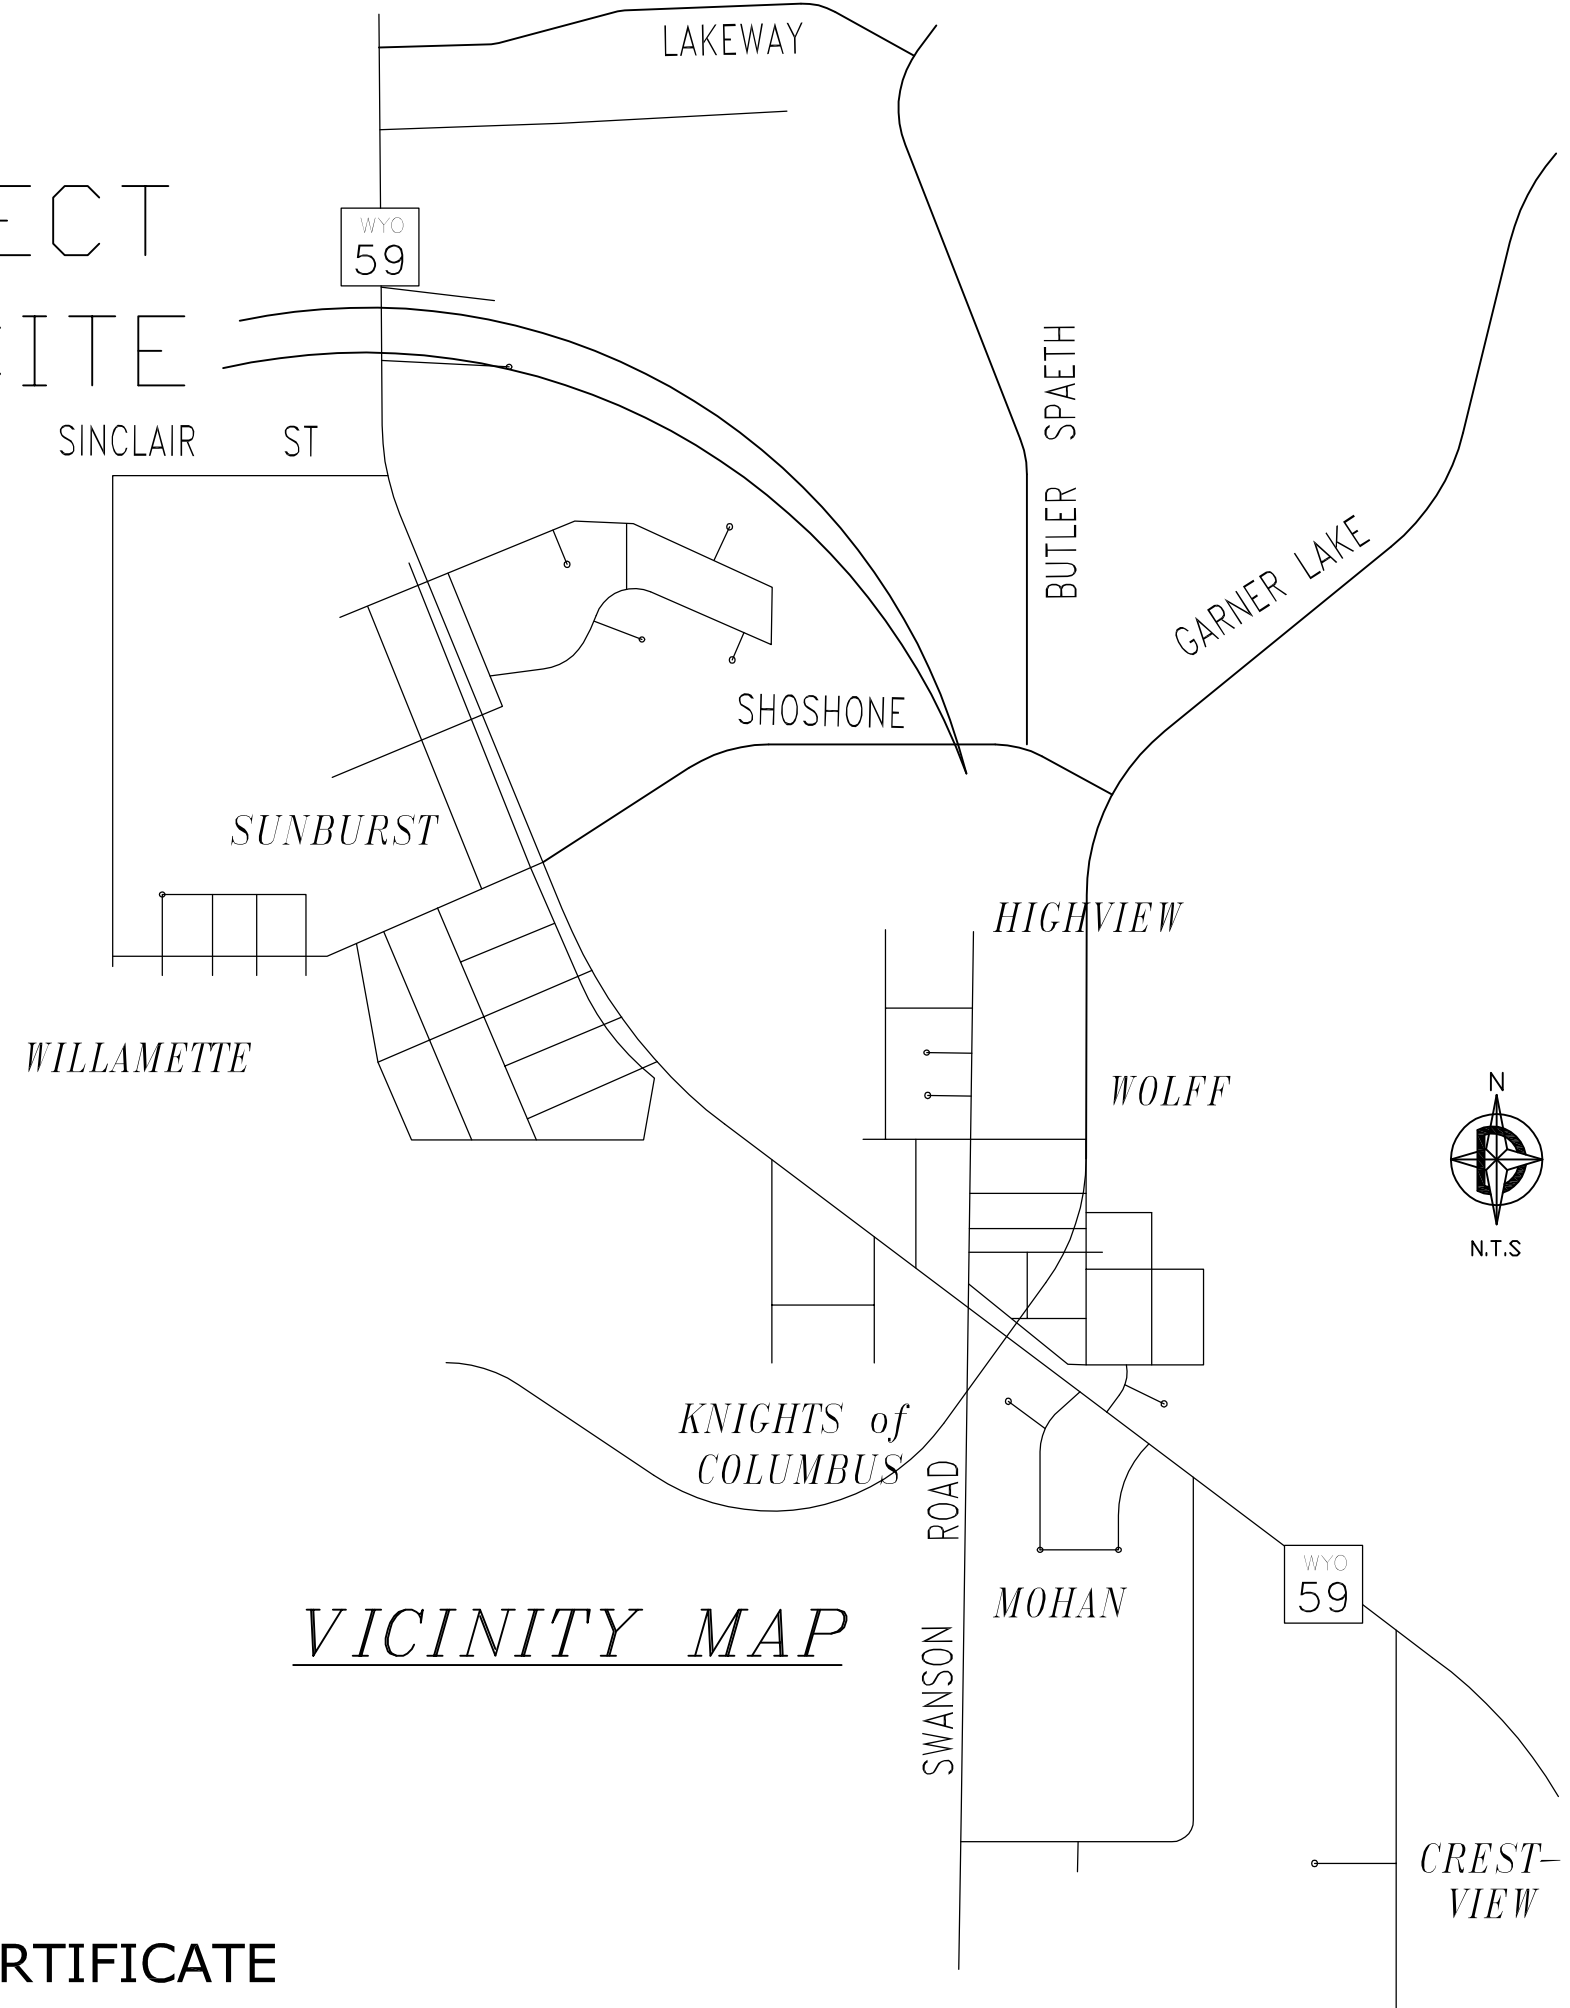 LAKEWAY
ECT
WYO
59
ITE
SINCLAIR ST
BUTLER SPAETH
GARNER LAKE
SHOSHONE
SUNBURST
HIGHVIEW
WILLAMETTE
WOLFF
N
N.T.S
KNIGHTS of
COLUMBUS
SWANSON ROAD
WYO
59
MOHAN
VICINITY MAP
CREST-
VIEW
RTIFICATE